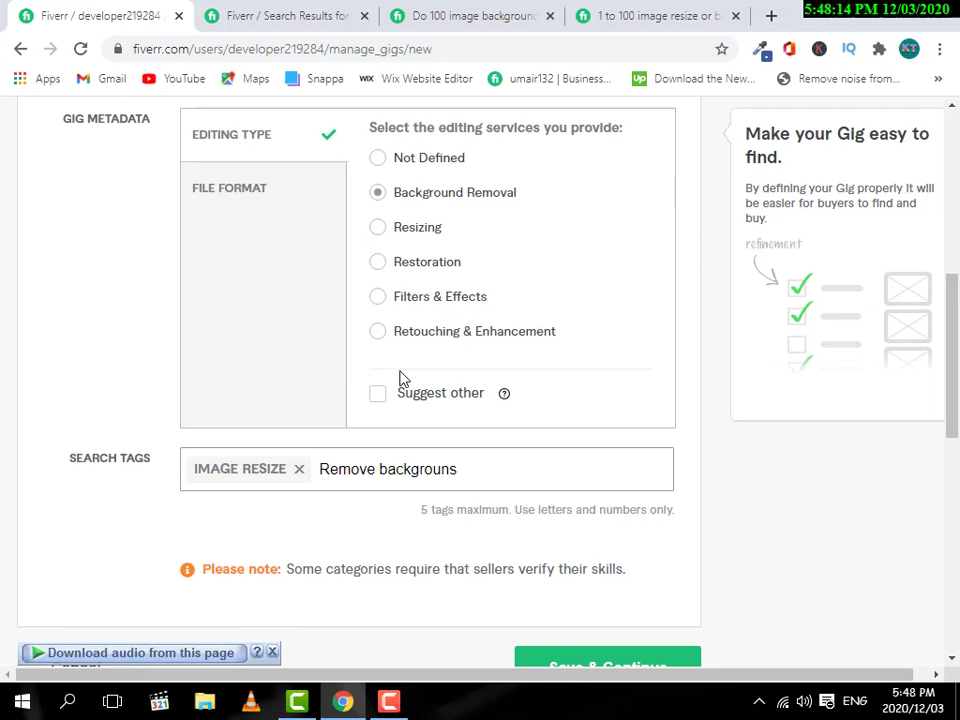 5:48:14 PM 12/03/2020
Fiverr / developer219284
Fiverr / Search Results for
Do 100 image background
1 to 100 image resize or b
fiverr.com/users/developer219284/manage_gigs/new
KT
Apps
Gmail
YouTube
Maps
Snappa
WIX Wix Website Editor
umair132 | Business...
Up Download the New...
Remove noise from...
GIG METADATA
EDITING TYPE
FILE FORMAT
Select the editing services you provide:
Not Defined
Background Removal
Resizing
Restoration
Filters & Effects
Retouching & Enhancement
Suggest other
Make your Gig easy to
find.
By defining your Gig properly it will
be easier for buyers to find and
buy.
refinement
SEARCH TAGS
IMAGE RESIZE × Remove backgrouns
5 tags maximum. Use letters and numbers only.
Please note: Some categories require that sellers verify their skills.
Download audio from this page
Save & Continue
ENG
5:48 PM
2020/12/03